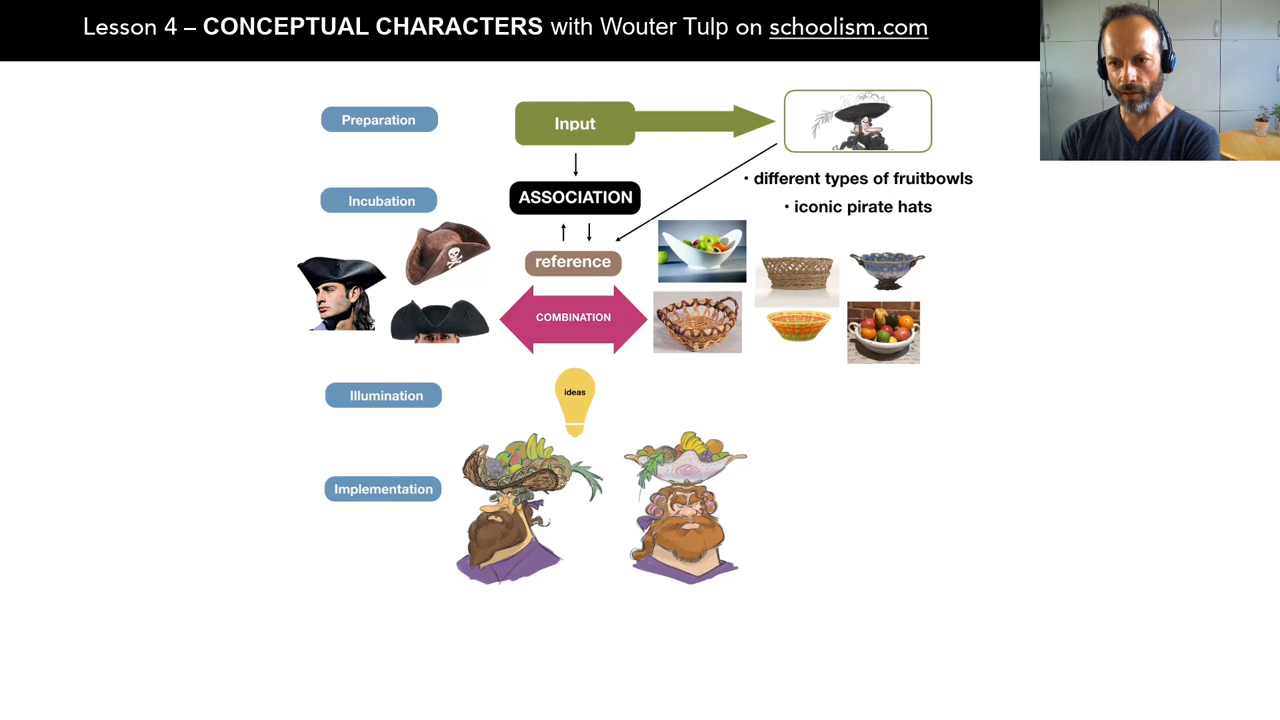 Lesson 4 – CONCEPTUAL CHARACTERS with Wouter Tulp on schoolism.com
Preparation
Input
• different types of fruitbowls
• iconic pirate hats
Incubation
ASSOCIATION
reference
COMBINATION
Illumination
ideas
Implementation